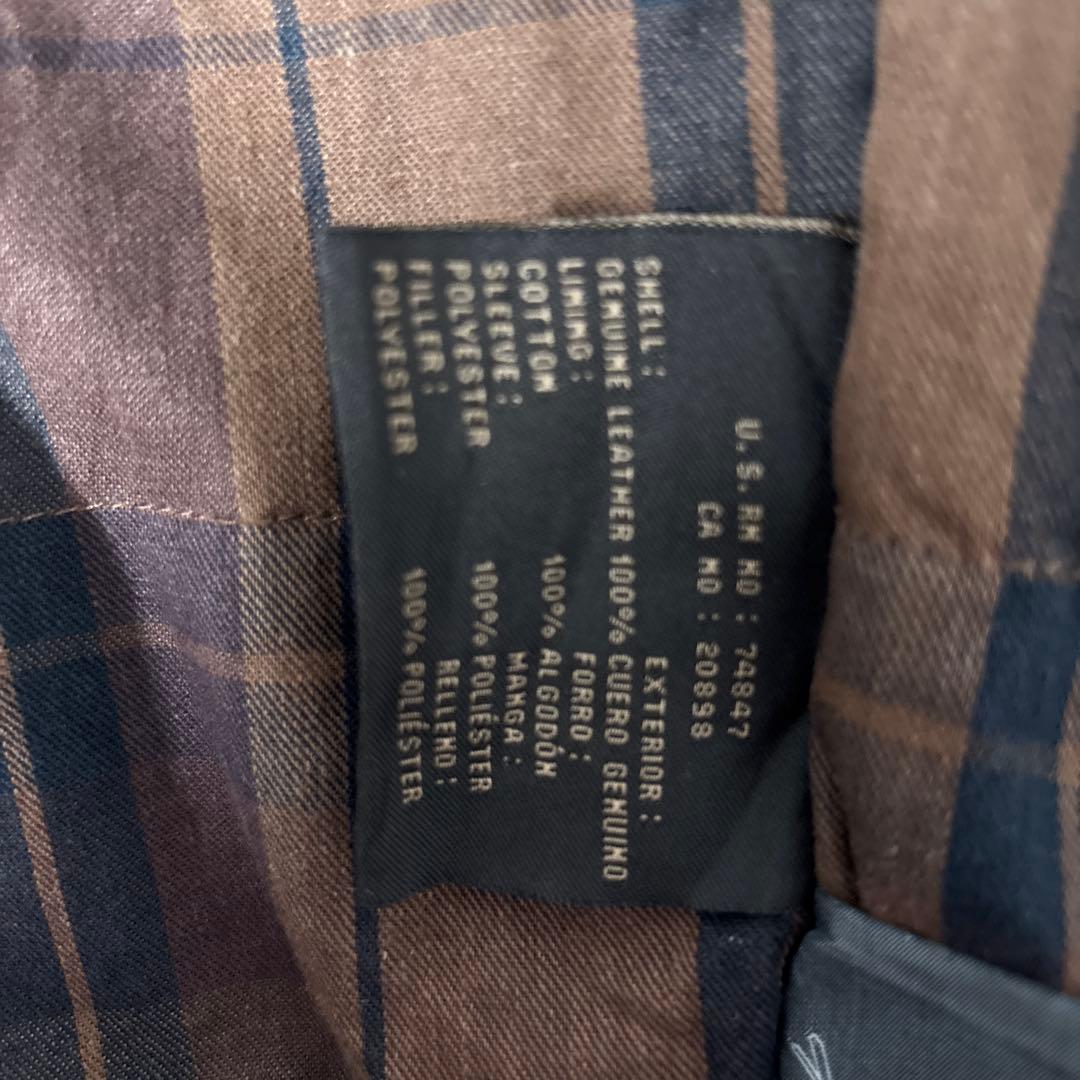 U.S.RN NO: 74847
CA NO: 20898
SHELL: EXTERIOR:
GENUINE LEATHER 100% CUERO GENUINO
LINING: FORRO:
COTTON 100% ALGODÓN
SLEEVE: MANGA:
POLYESTER 100% POLIÉSTER
FILLER: RELLENO:
POLYESTER 100% POLIÉSTER